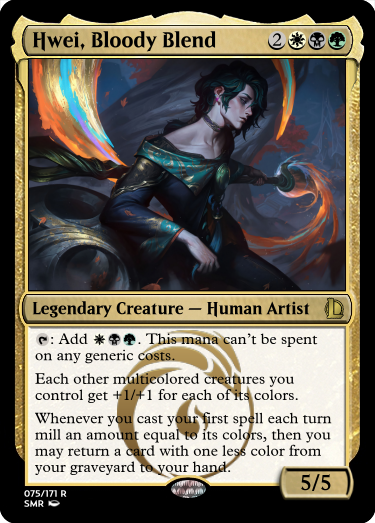 Hwei, Bloody Blend 2
Legendary Creature — Human Artist
: Add . This mana can't be spent
on any generic costs.
Each other multicolored creatures you
control get +1/+1 for each of its colors.
Whenever you cast your first spell each turn
mill an amount equal to its colors, then you
may return a card with one less color from
your graveyard to your hand.
5/5
075/171 R
SMR